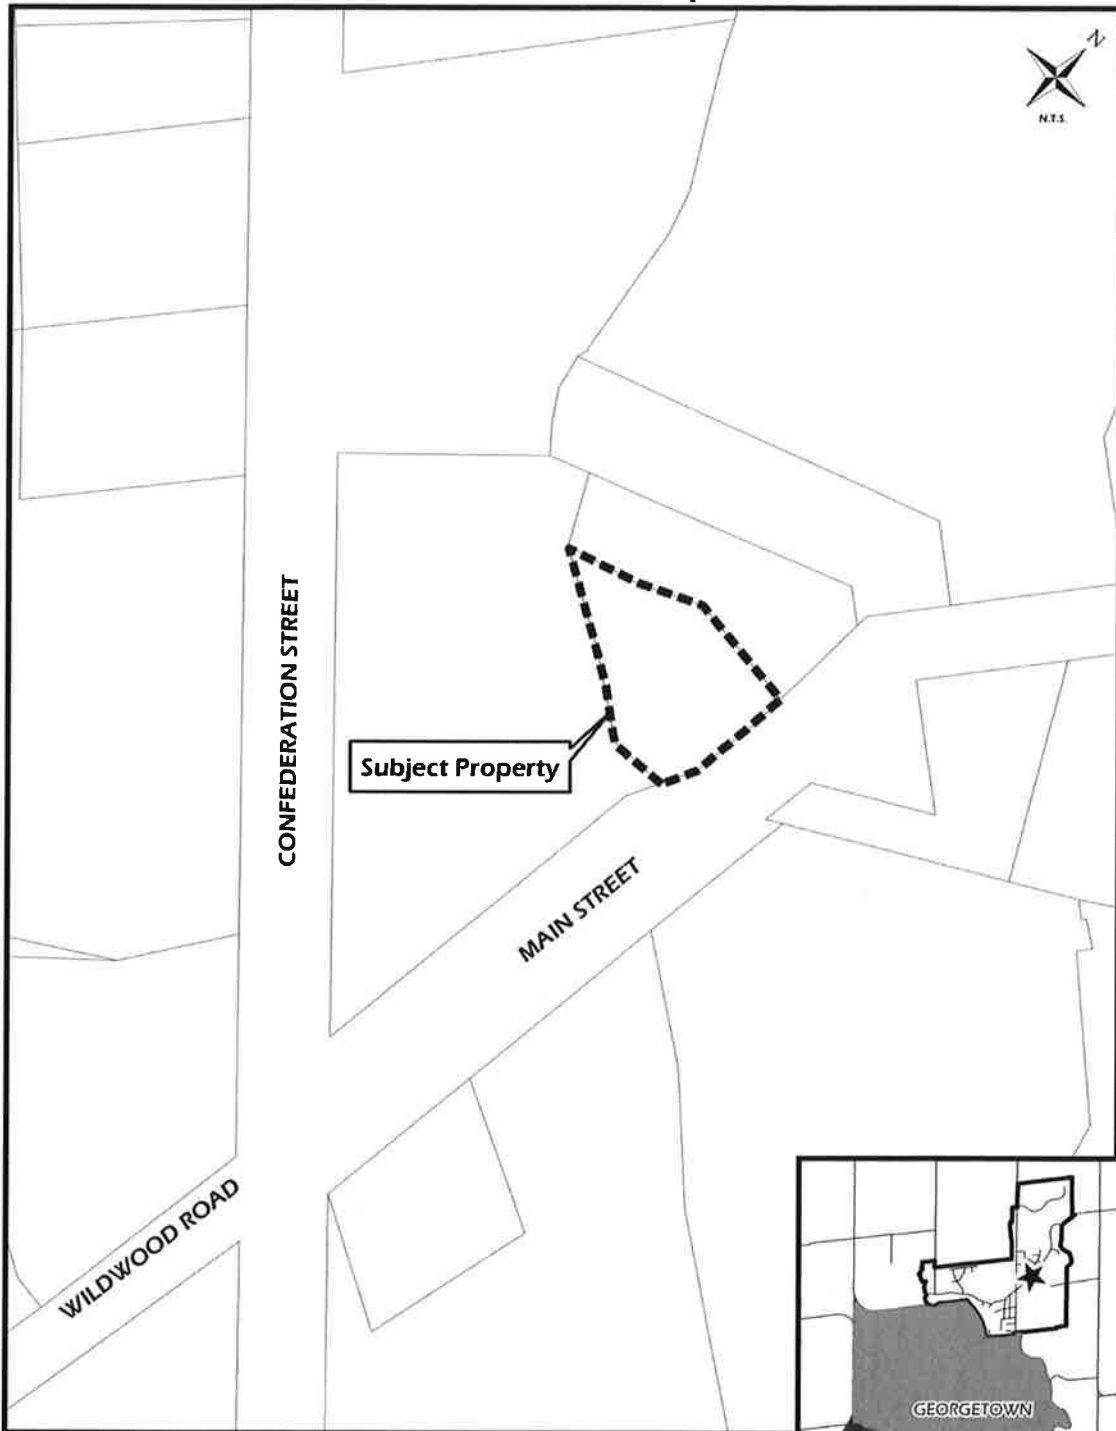 N
N.T.S.
CONFEDERATION STREET
Subject Property
MAIN STREET
WILDWOOD ROAD
GEORGETOWN